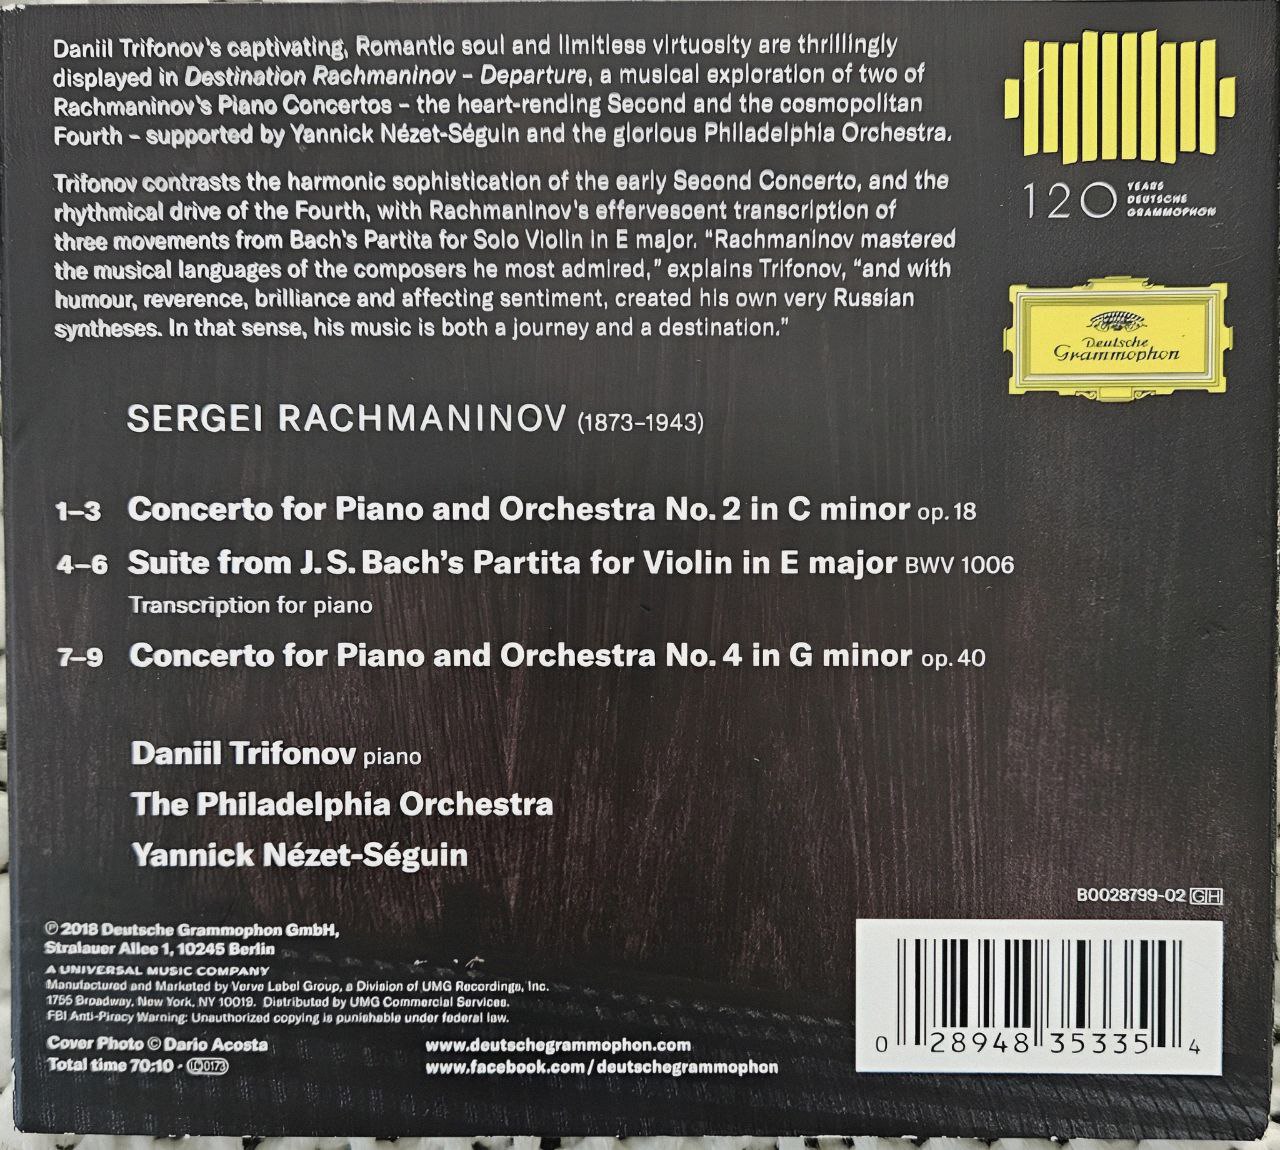 Daniil Trifonov's captivating, Romantic soul and limitless virtuosity are thrillingly
displayed in Destination Rachmaninov – Departure, a musical exploration of two of
Rachmaninov's Piano Concertos – the heart-rending Second and the cosmopolitan
Fourth – supported by Yannick Nézet-Séguin and the glorious Philadelphia Orchestra.
Trifonov contrasts the harmonic sophistication of the early Second Concerto, and the
rhythmical drive of the Fourth, with Rachmaninov's effervescent transcription of
three movements from Bach's Partita for Solo Violin in E major. “Rachmaninov mastered
the musical languages of the composers he most admired,” explains Trifonov, “and with
humour, reverence, brilliance and affecting sentiment, created his own very Russian
syntheses. In that sense, his music is both a journey and a destination.”
120 YEARS
DEUTSCHE
GRAMMOPHON
Deutsche
Grammophon
SERGEI RACHMANINOV (1873–1943)
1–3 Concerto for Piano and Orchestra No. 2 in C minor op. 18
4–6 Suite from J. S. Bach's Partita for Violin in E major BWV 1006
Transcription for piano
7–9 Concerto for Piano and Orchestra No. 4 in G minor op. 40
Daniil Trifonov piano
The Philadelphia Orchestra
Yannick Nézet-Séguin
B0028799-02 GH
℗ 2018 Deutsche Grammophon GmbH,
Stralauer Allee 1, 10245 Berlin
A UNIVERSAL MUSIC COMPANY
Manufactured and Marketed by Verve Label Group, a Division of UMG Recordings, Inc.
1755 Broadway, New York, NY 10019. Distributed by UMG Commercial Services.
FBI Anti-Piracy Warning: Unauthorized copying is punishable under federal law.
Cover Photo © Dario Acosta
Total time 70:10 · LC 0173
www.deutschegrammophon.com
www.facebook.com/deutschegrammophon
0 28948 35335 4